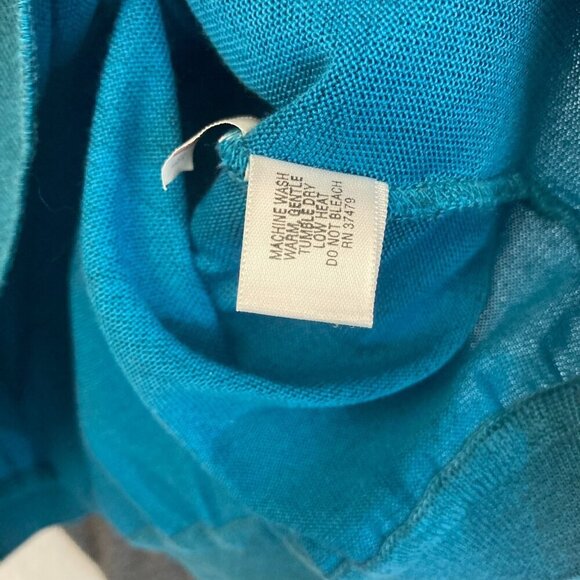 MACHINE WASH
WARM, GENTLE
TUMBLE DRY
LOW HEAT
DO NOT BLEACH
RN 37479